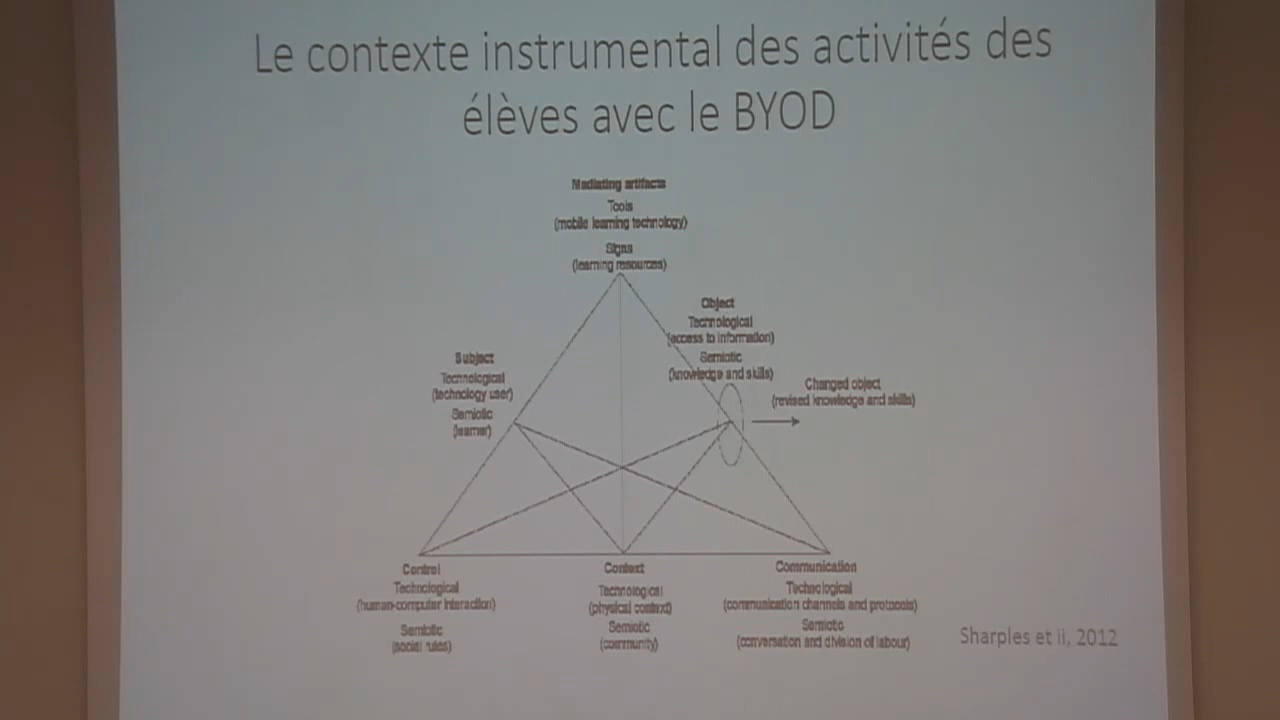 Le contexte instrumental des activités des
élèves avec le BYOD
Mediating artifacts
Tools
(mobile learning technology)
Signs
(learning resources)
Object
Technological
(access to information)
Semiotic
(knowledge and skills)
Changed object
(revised knowledge and skills)
Subject
Technological
(technology user)
Semiotic
(learner)
Control
Technological
(human-computer interaction)
Semiotic
(social rules)
Context
Technological
(physical context)
Semiotic
(community)
Communication
Technological
(communication channels and protocols)
Semiotic
(conversation and division of labour)
Sharples et ii, 2012